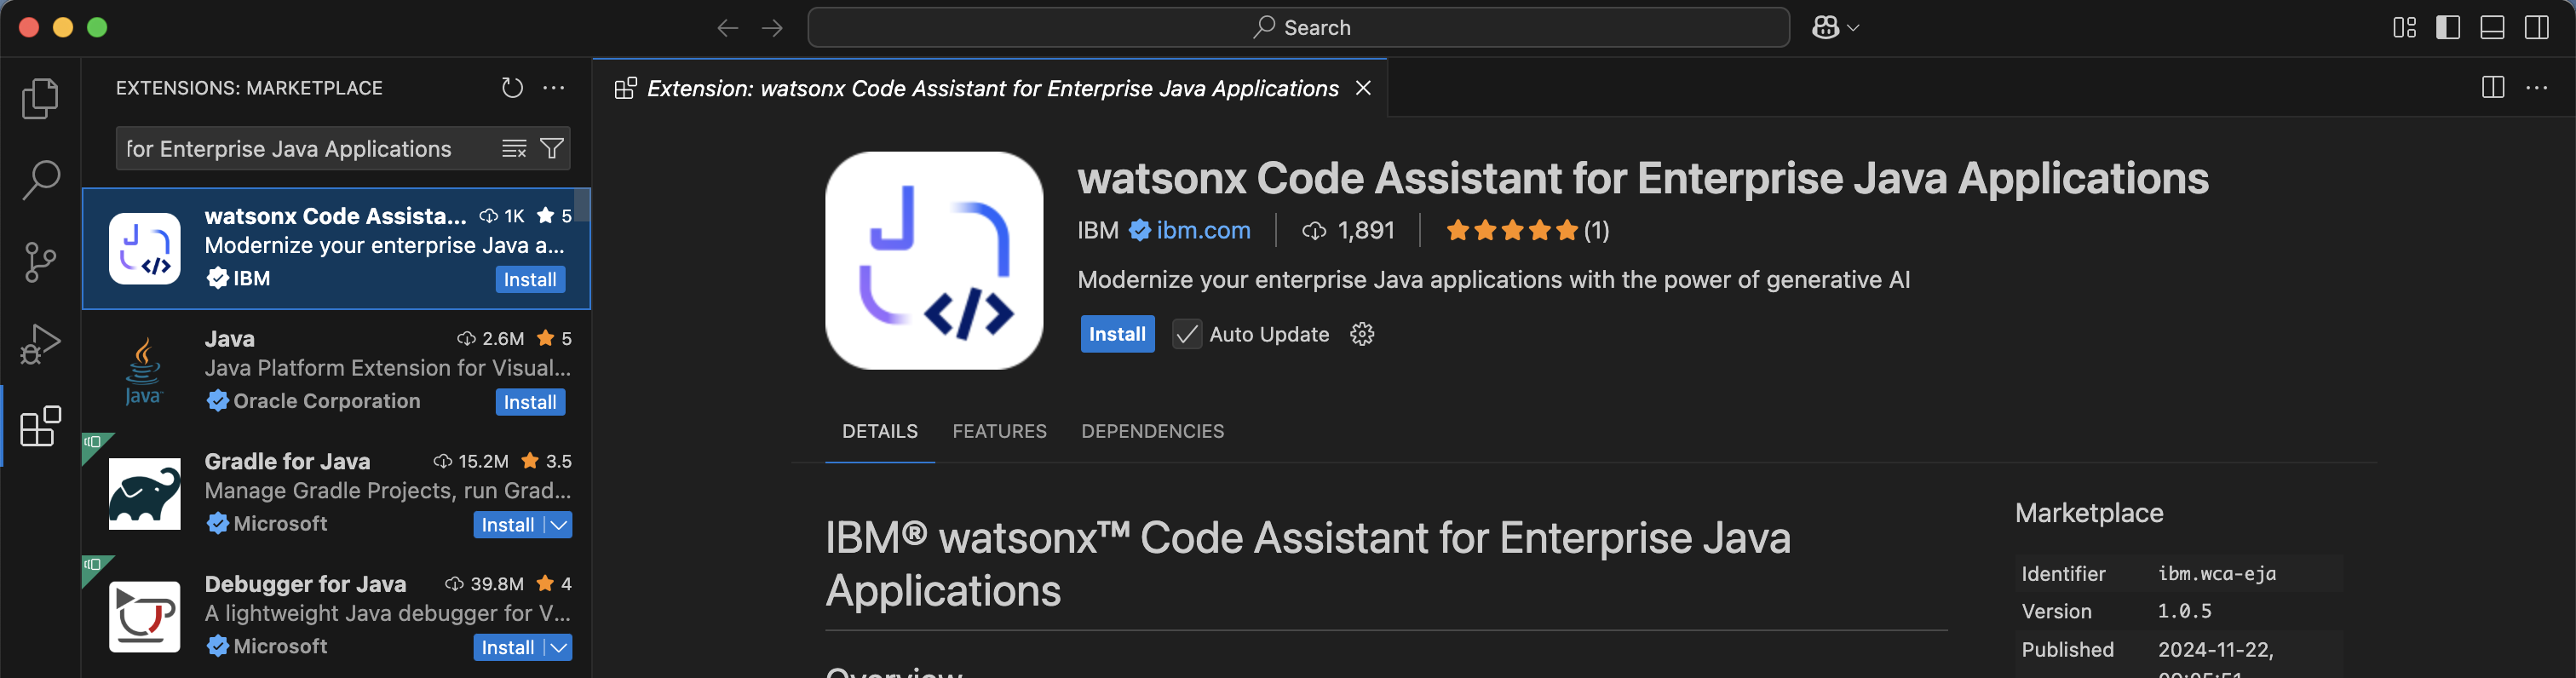 Search
EXTENSIONS: MARKETPLACE
for Enterprise Java Applications
watsonx Code Assista... 1K 5
Modernize your enterprise Java a...
IBM Install
Java 2.6M 5
Java Platform Extension for Visual...
Oracle Corporation Install
Gradle for Java 15.2M 3.5
Manage Gradle Projects, run Grad...
Microsoft Install
Debugger for Java 39.8M 4
A lightweight Java debugger for V...
Microsoft Install
Extension: watsonx Code Assistant for Enterprise Java Applications
watsonx Code Assistant for Enterprise Java Applications
IBM ibm.com 1,891 (1)
Modernize your enterprise Java applications with the power of generative AI
Install Auto Update
DETAILS FEATURES DEPENDENCIES
IBM® watsonx™ Code Assistant for Enterprise Java
Applications
Overview
Marketplace
Identifier ibm.wca-eja
Version 1.0.5
Published 2024-11-22,